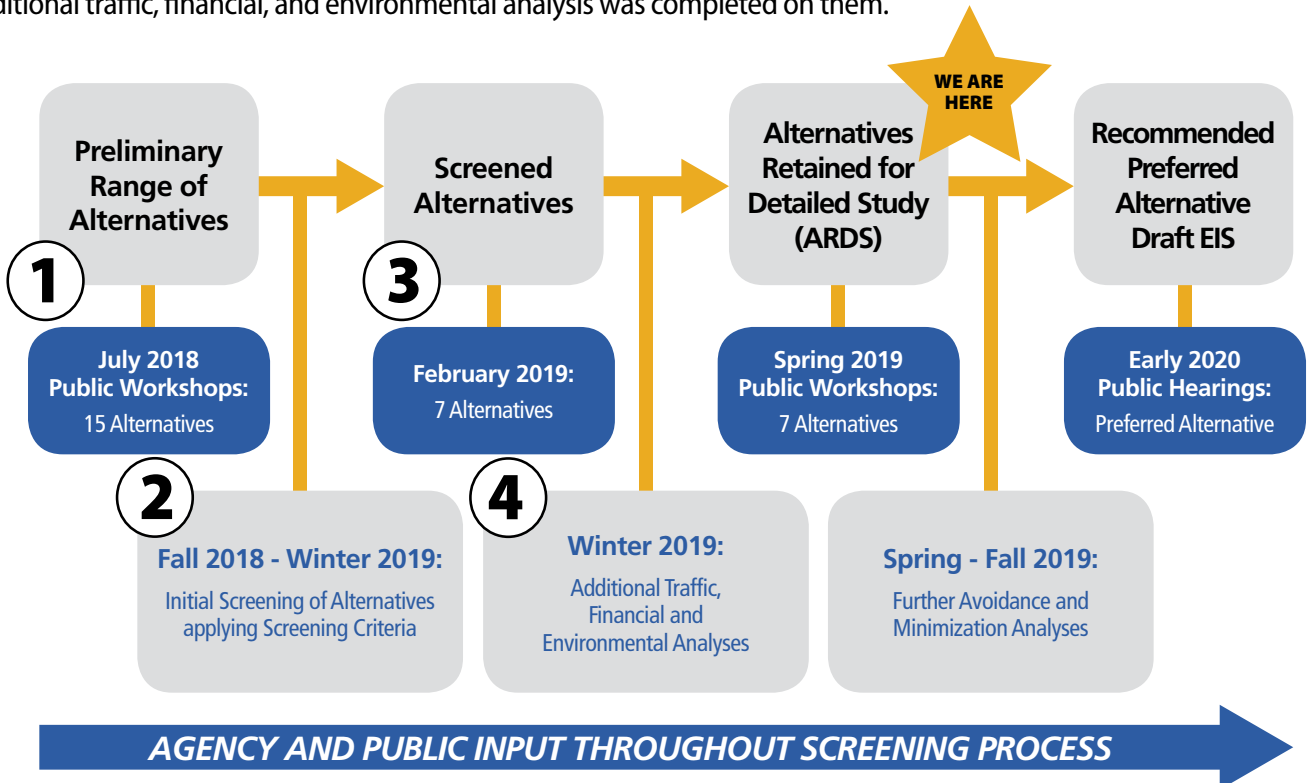 ditional traffic, financial, and environmental analysis was completed on them.
WE ARE
HERE
Preliminary
Range of
Alternatives
Screened
Alternatives
Alternatives
Retained for
Detailed Study
(ARDS)
Recommended
Preferred
Alternative
Draft EIS
1
July 2018
Public Workshops:
15 Alternatives
3
February 2019:
7 Alternatives
Spring 2019
Public Workshops:
7 Alternatives
Early 2020
Public Hearings:
Preferred Alternative
2
Fall 2018 - Winter 2019:
Initial Screening of Alternatives
applying Screening Criteria
4
Winter 2019:
Additional Traffic,
Financial and
Environmental Analyses
Spring - Fall 2019:
Further Avoidance and
Minimization Analyses
AGENCY AND PUBLIC INPUT THROUGHOUT SCREENING PROCESS